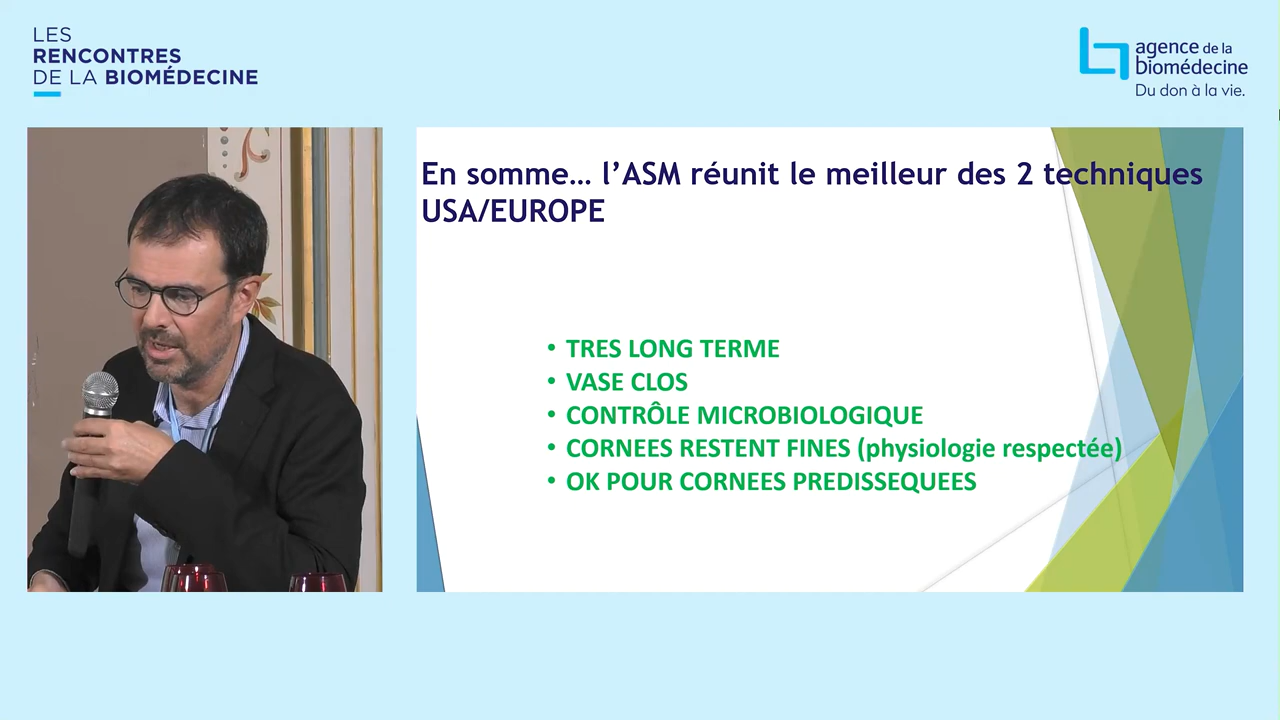 LES
RENCONTRES
DE LA BIOMÉDECINE
agence de la
biomédecine
Du don à la vie.
En somme… l’ASM réunit le meilleur des 2 techniques
USA/EUROPE
• TRES LONG TERME
• VASE CLOS
• CONTRÔLE MICROBIOLOGIQUE
• CORNEES RESTENT FINES (physiologie respectée)
• OK POUR CORNEES PREDISSEQUEES